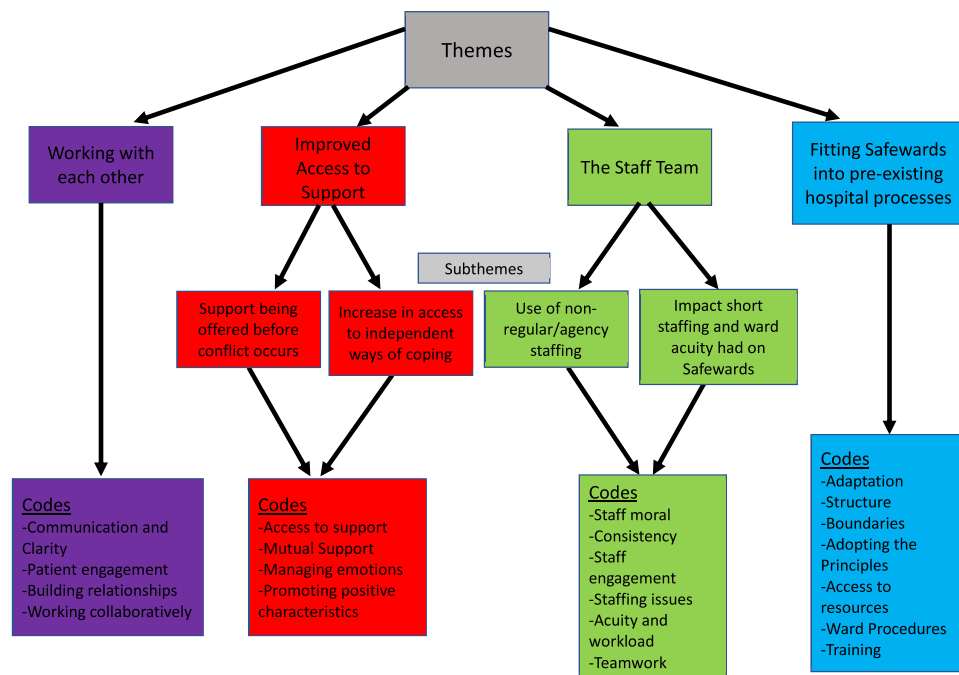 Themes
Working with
each other
Improved
Access to
Support
The Staff Team
Fitting Safewards
into pre-existing
hospital processes
Subthemes
Support being
offered before
conflict occurs
Increase in access
to independent
ways of coping
Use of non-
regular/agency
staffing
Impact short
staffing and ward
acuity had on
Safewards
Codes
-Communication and
Clarity
-Patient engagement
-Building relationships
-Working collaboratively
Codes
-Access to support
-Mutual Support
-Managing emotions
-Promoting positive
characteristics
Codes
-Staff moral
-Consistency
-Staff
engagement
-Staffing issues
-Acuity and
workload
-Teamwork
Codes
-Adaptation
-Structure
-Boundaries
-Adopting the
Principles
-Access to
resources
-Ward Procedures
-Training